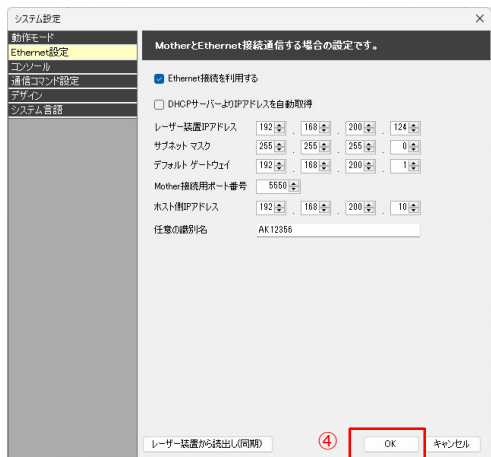 システム設定
動作モード
Ethernet設定
コンソール
通信コマンド設定
デザイン
システム言語
MotherとEthernet接続通信する場合の設定です。
Ethernet接続を利用する
DHCPサーバーよりIPアドレスを自動取得
レーザー装置IPアドレス 192 . 168 . 200 . 124
サブネット マスク 255 . 255 . 255 . 0
デフォルト ゲートウェイ 192 . 168 . 200 . 1
Mother接続用ポート番号 5550
ホスト側IPアドレス 192 . 168 . 200 . 10
任意の識別名 AK12356
レーザー装置から読出し(同期) ④ OK キャンセル